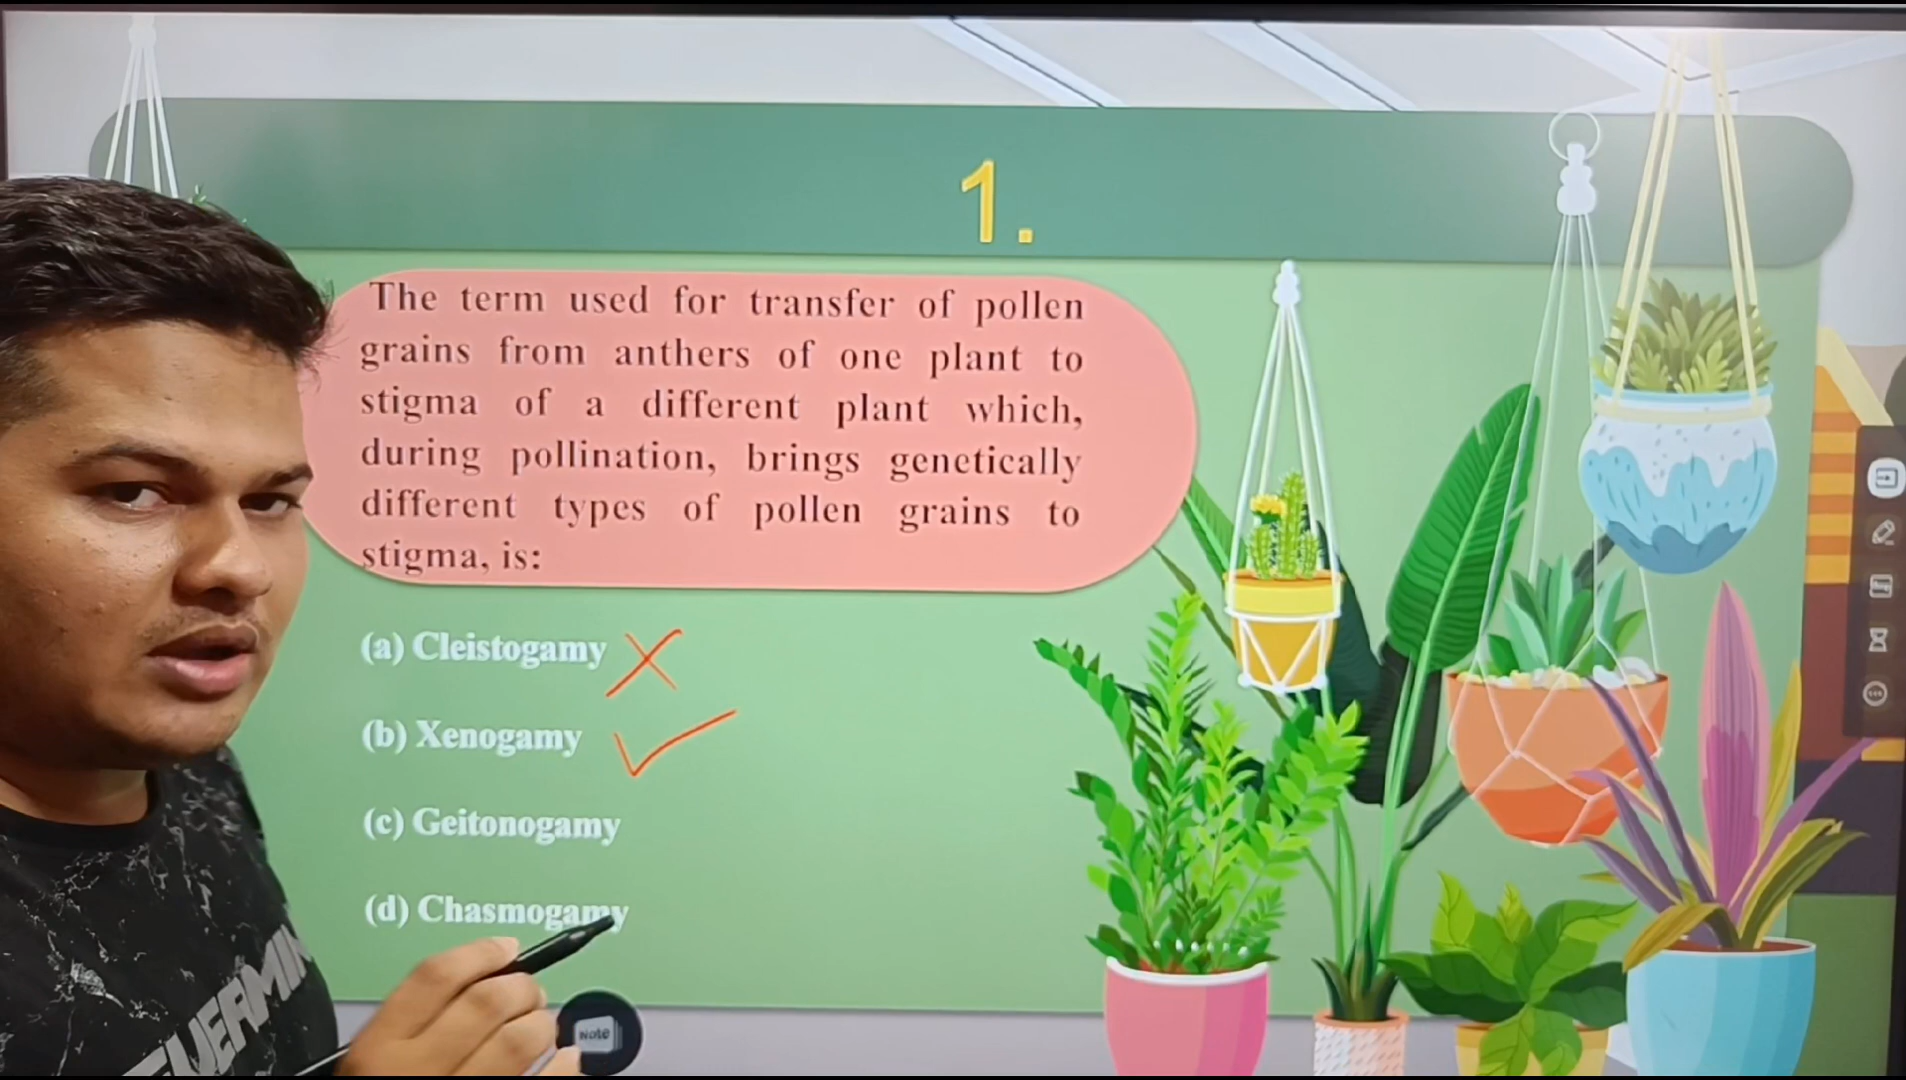 1.
The term used for transfer of pollen
grains from anthers of one plant to
stigma of a different plant which,
during pollination, brings genetically
different types of pollen grains to
stigma, is:
(a) Cleistogamy
(b) Xenogamy
(c) Geitonogamy
(d) Chasmogamy
Note